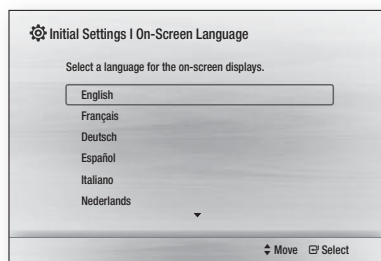 Initial Settings I On-Screen Language
Select a language for the on-screen displays.
English
Français
Deutsch
Español
Italiano
Nederlands
Move Select